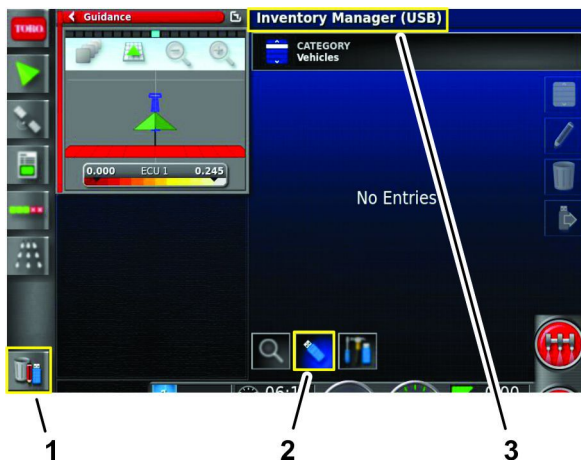 TORO
Guidance
Inventory Manager (USB)
CATEGORY
Vehicles
0.000 ECU 1 0.245
No Entries
1
2
3